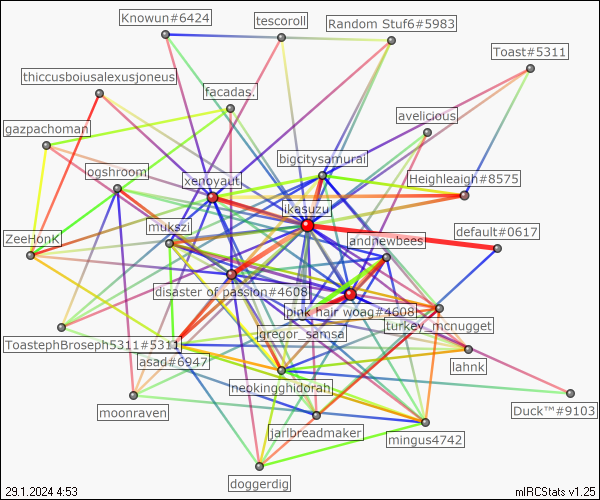 Knowun#6424
tescoroll
Random Stuf6#5983
Toast#5311
thiccusboiusalexusjoneus
facadas.
avelicious
gazpachoman
ogshroom
xenoyaut
bigcitysamurai
Heighleaigh#8575
ikasuzu
mukszi
andnewbees
default#0617
ZeeHonK
disaster of passion#4608
pink hair woag#4608
turkey_mcnugget
gregor_samsa
ToastephBroseph5311#5311
asad#6947
lahnk
neokingghidorah
moonraven
Duck™#9103
jarlbreadmaker
mingus4742
doggerdig
29.1.2024 4:53
mIRCStats v1.25